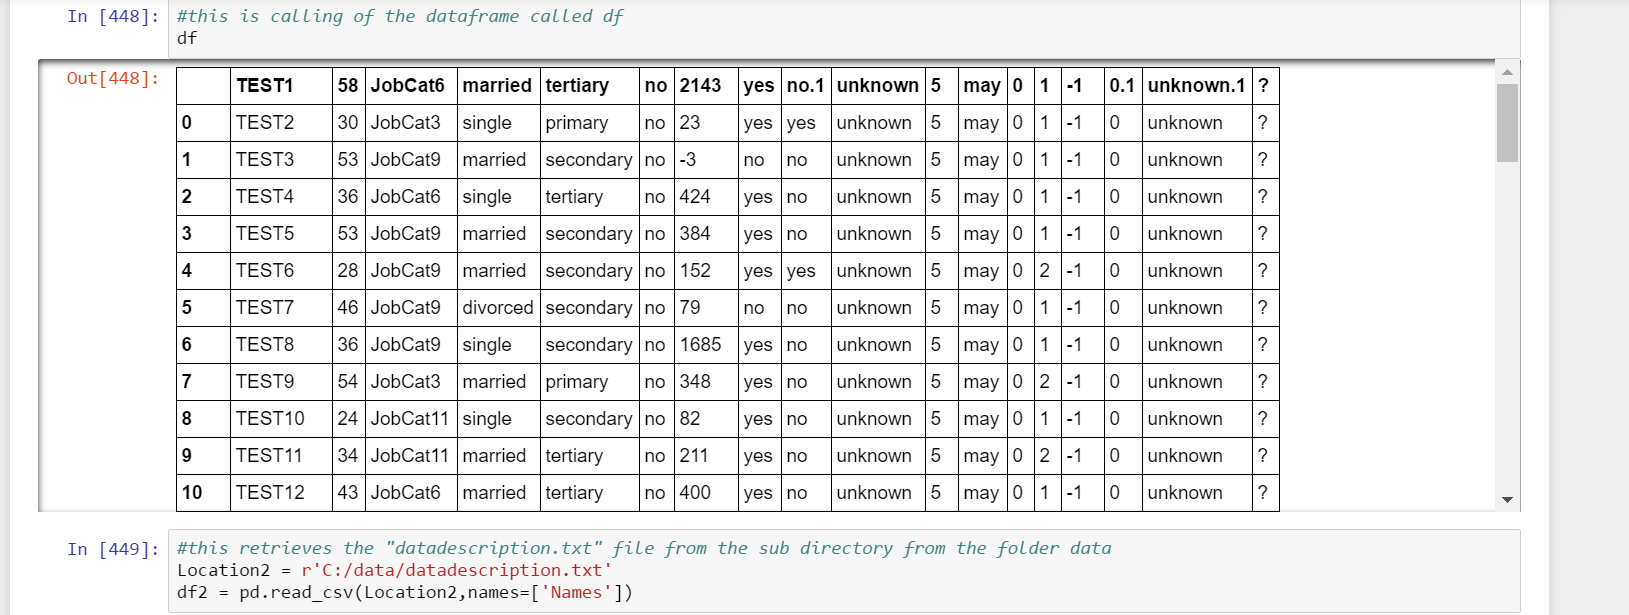 In [448]: #this is calling of the dataframe called df
df
Out[448]:
TEST1 58 JobCat6 married tertiary no 2143 yes no.1 unknown 5 may 0 1 -1 0.1 unknown.1 ?
0 TEST2 30 JobCat3 single primary no 23 yes yes unknown 5 may 0 1 -1 0 unknown ?
1 TEST3 53 JobCat9 married secondary no -3 no no unknown 5 may 0 1 -1 0 unknown ?
2 TEST4 36 JobCat6 single tertiary no 424 yes no unknown 5 may 0 1 -1 0 unknown ?
3 TEST5 53 JobCat9 married secondary no 384 yes no unknown 5 may 0 1 -1 0 unknown ?
4 TEST6 28 JobCat9 married secondary no 152 yes yes unknown 5 may 0 2 -1 0 unknown ?
5 TEST7 46 JobCat9 divorced secondary no 79 no no unknown 5 may 0 1 -1 0 unknown ?
6 TEST8 36 JobCat9 single secondary no 1685 yes no unknown 5 may 0 1 -1 0 unknown ?
7 TEST9 54 JobCat3 married primary no 348 yes no unknown 5 may 0 2 -1 0 unknown ?
8 TEST10 24 JobCat11 single secondary no 82 yes no unknown 5 may 0 1 -1 0 unknown ?
9 TEST11 34 JobCat11 married tertiary no 211 yes no unknown 5 may 0 2 -1 0 unknown ?
10 TEST12 43 JobCat6 married tertiary no 400 yes no unknown 5 may 0 1 -1 0 unknown ?
In [449]: #this retrieves the "datadescription.txt" file from the sub directory from the folder data
Location2 = r'C:/data/datadescription.txt'
df2 = pd.read_csv(Location2,names=['Names'])